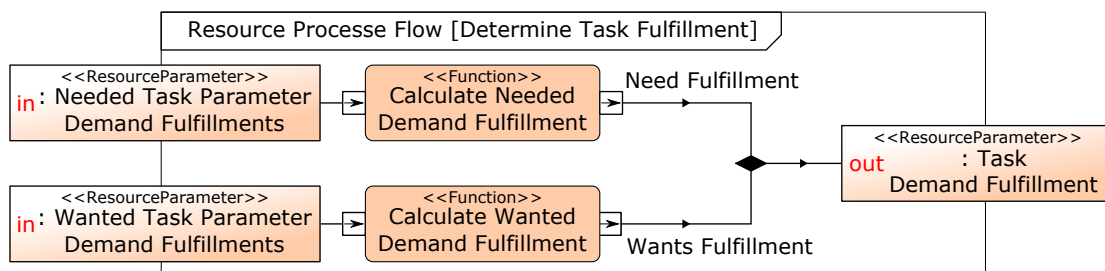 Resource Processe Flow [Determine Task Fulfillment]
<<ResourceParameter>>
in : Needed Task Parameter
Demand Fulfillments
<<Function>>
Calculate Needed
Demand Fulfillment
Need Fulfillment
<<ResourceParameter>>
out : Task
Demand Fulfillment
<<ResourceParameter>>
in : Wanted Task Parameter
Demand Fulfillments
<<Function>>
Calculate Wanted
Demand Fulfillment
Wants Fulfillment